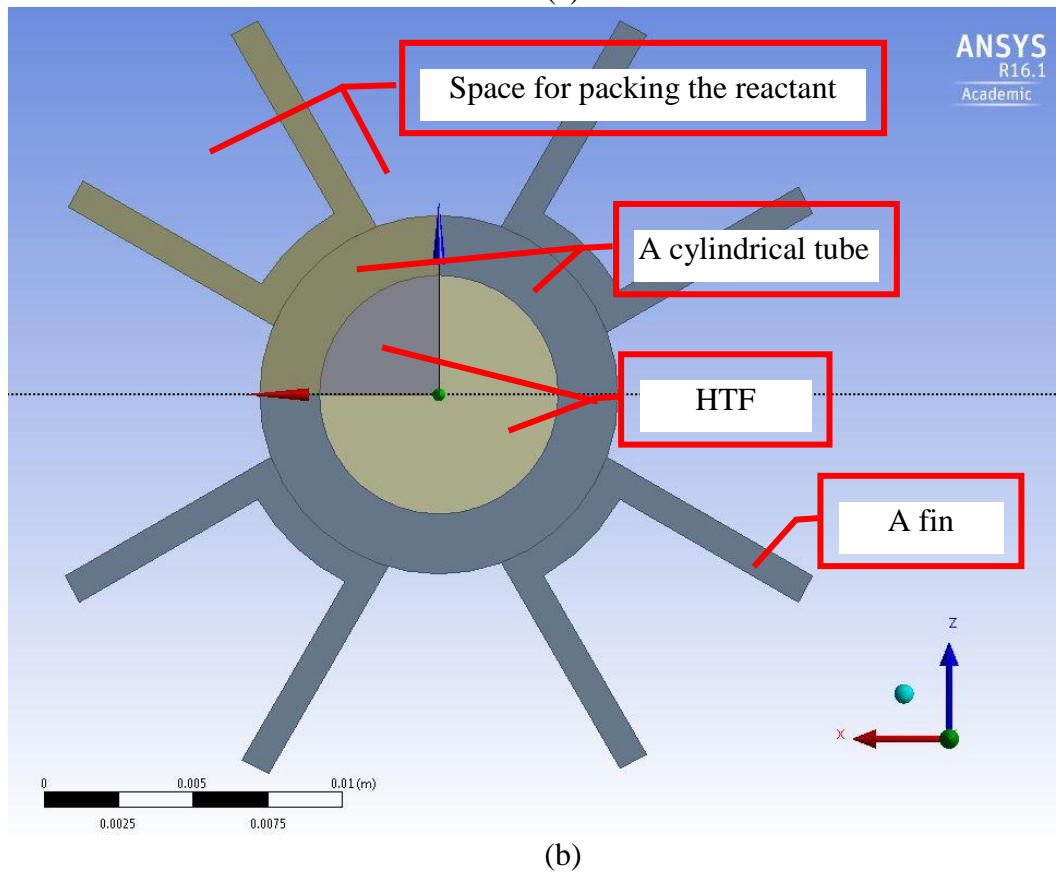 ANSYS
R16.1
Academic
Space for packing the reactant
A cylindrical tube
HTF
A fin
Z
X
0 0.005 0.01 (m)
0.0025 0.0075
(b)